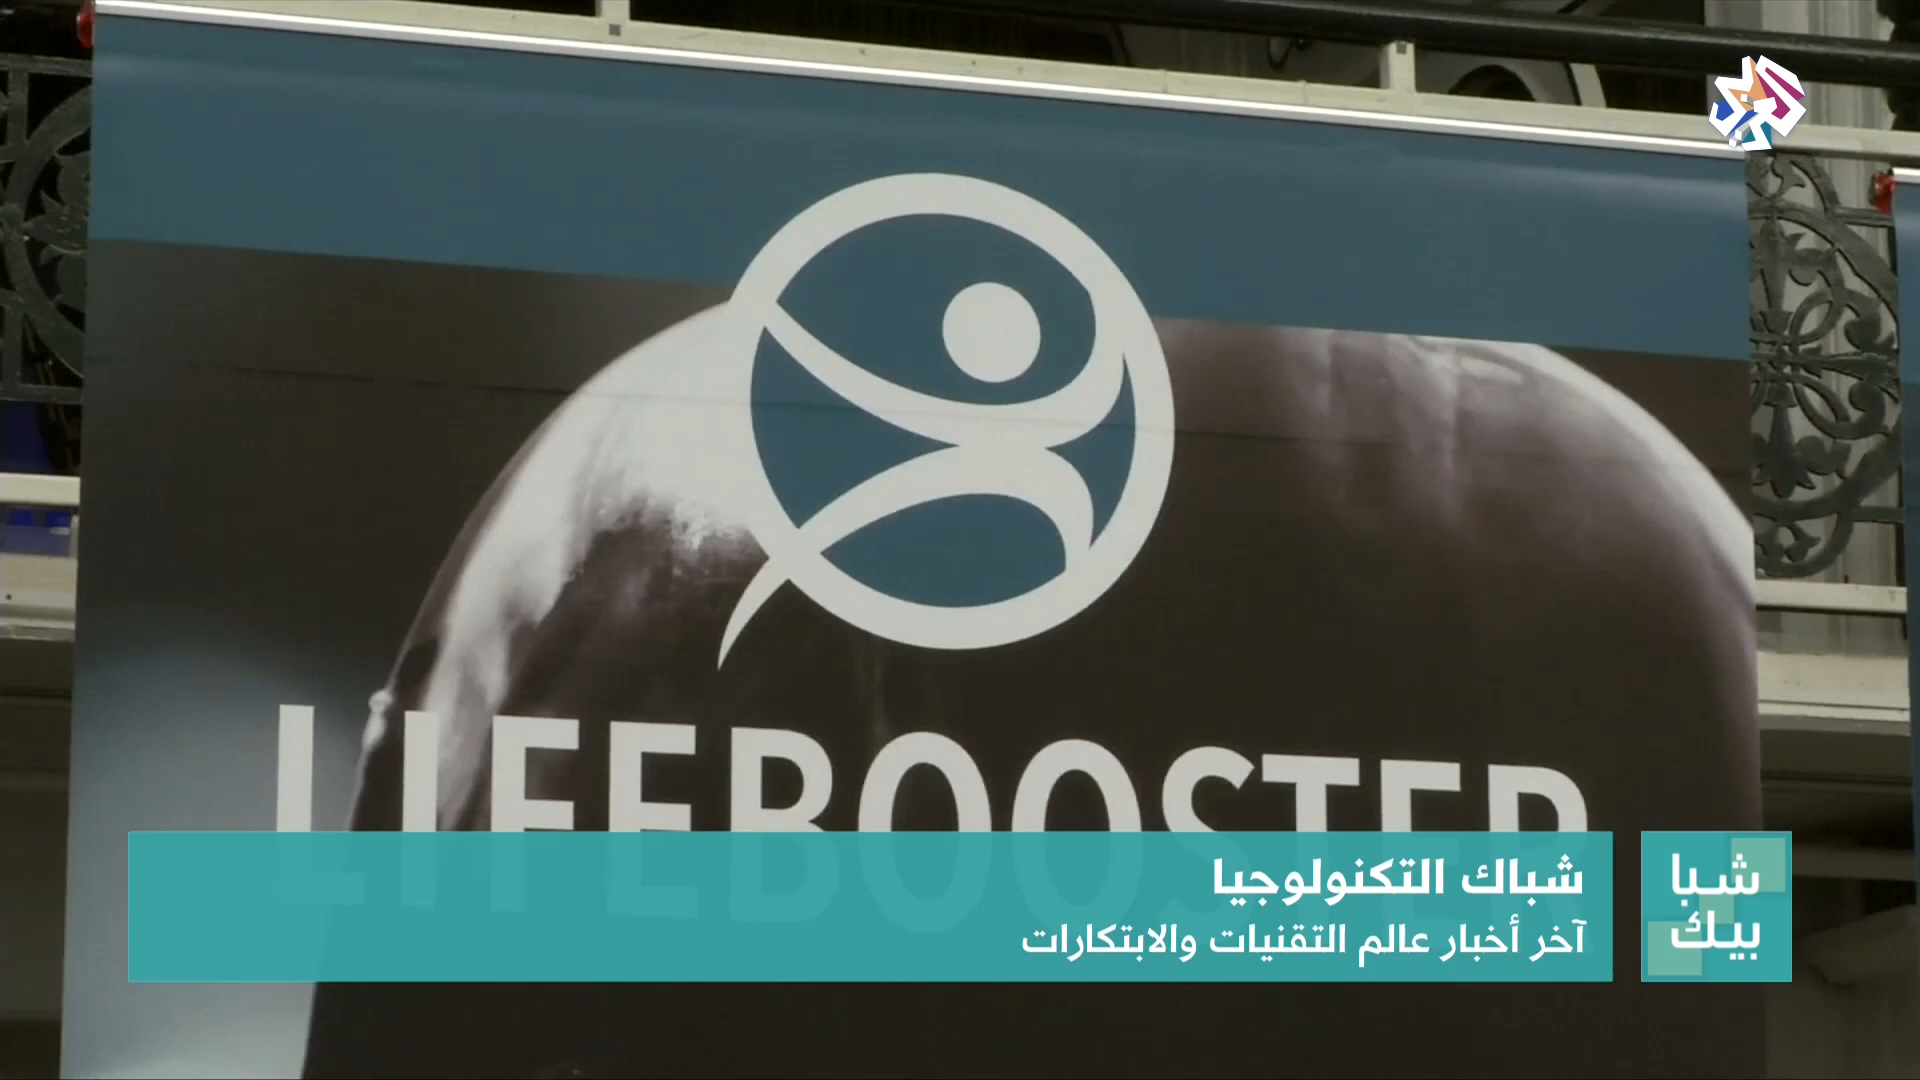 LIFEBOOSTER
شباك التكنولوجيا
آخر أخبار عالم التقنيات والابتكارات
شبا
بيك